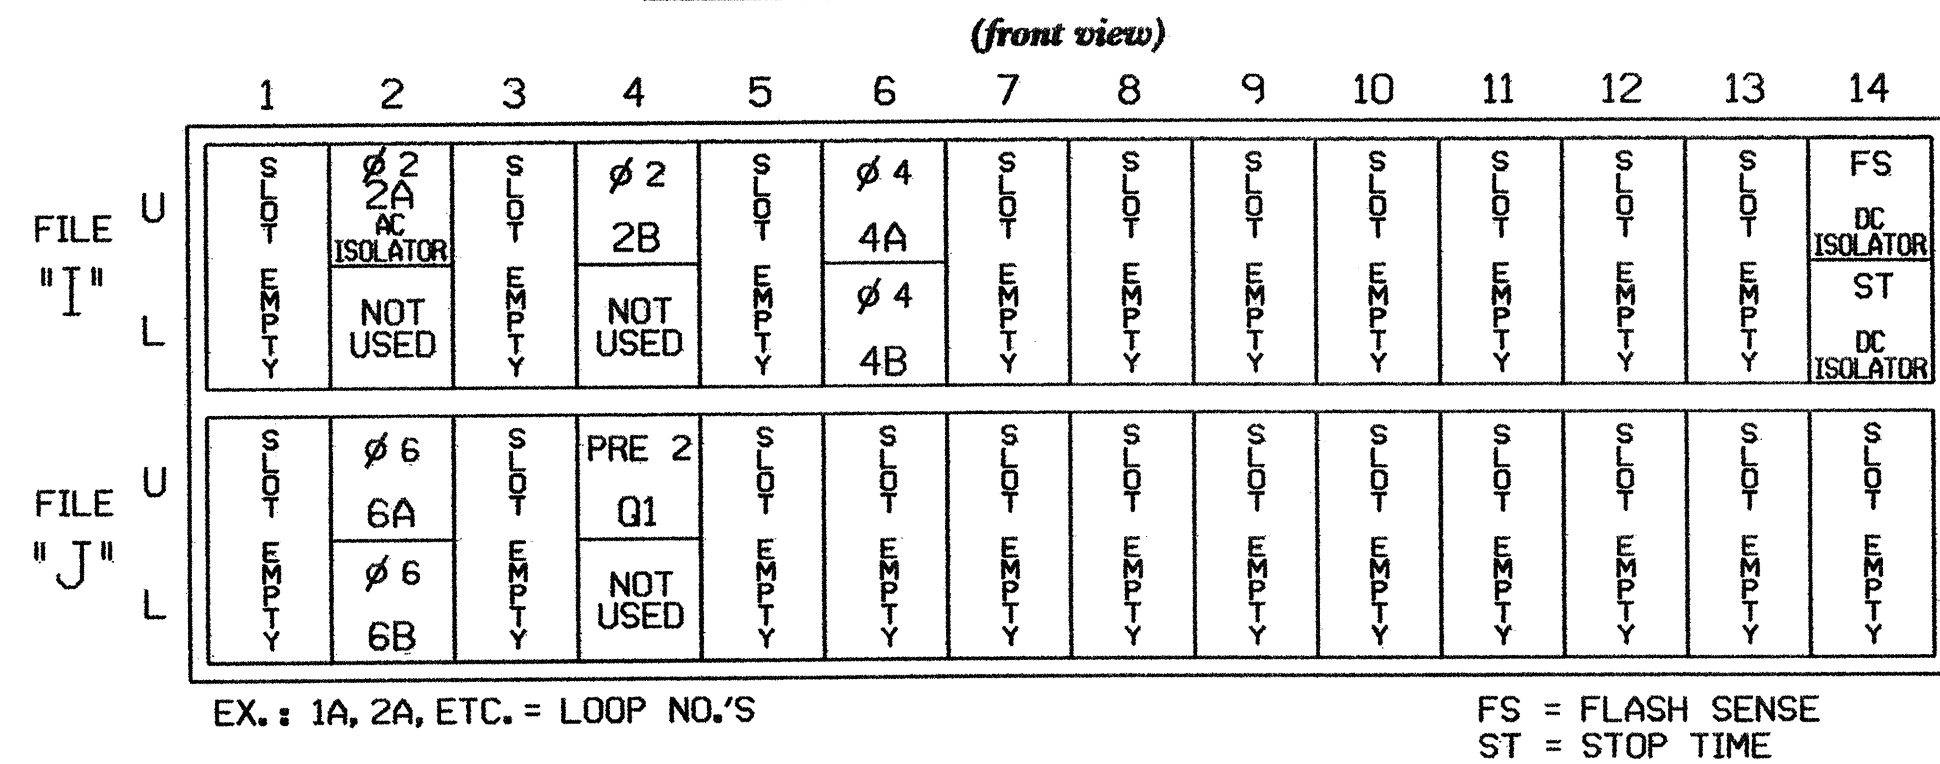 (front view)
1 2 3 4 5 6 7 8 9 10 11 12 13 14
FILE "I"
U
L
SLOT EMPTY
ø 2
2A
AC
ISOLATOR
NOT
USED
SLOT EMPTY
ø 2
2B
NOT
USED
SLOT EMPTY
ø 4
4A
ø 4
4B
SLOT EMPTY
SLOT EMPTY
SLOT EMPTY
SLOT EMPTY
SLOT EMPTY
SLOT EMPTY
SLOT EMPTY
FS
DC
ISOLATOR
ST
DC
ISOLATOR
FILE "J"
U
L
SLOT EMPTY
ø 6
6A
ø 6
6B
SLOT EMPTY
PRE 2
Q1
NOT
USED
SLOT EMPTY
SLOT EMPTY
SLOT EMPTY
SLOT EMPTY
SLOT EMPTY
SLOT EMPTY
SLOT EMPTY
SLOT EMPTY
SLOT EMPTY
SLOT EMPTY
EX.: 1A, 2A, ETC. = LOOP NO.'S
FS = FLASH SENSE
ST = STOP TIME